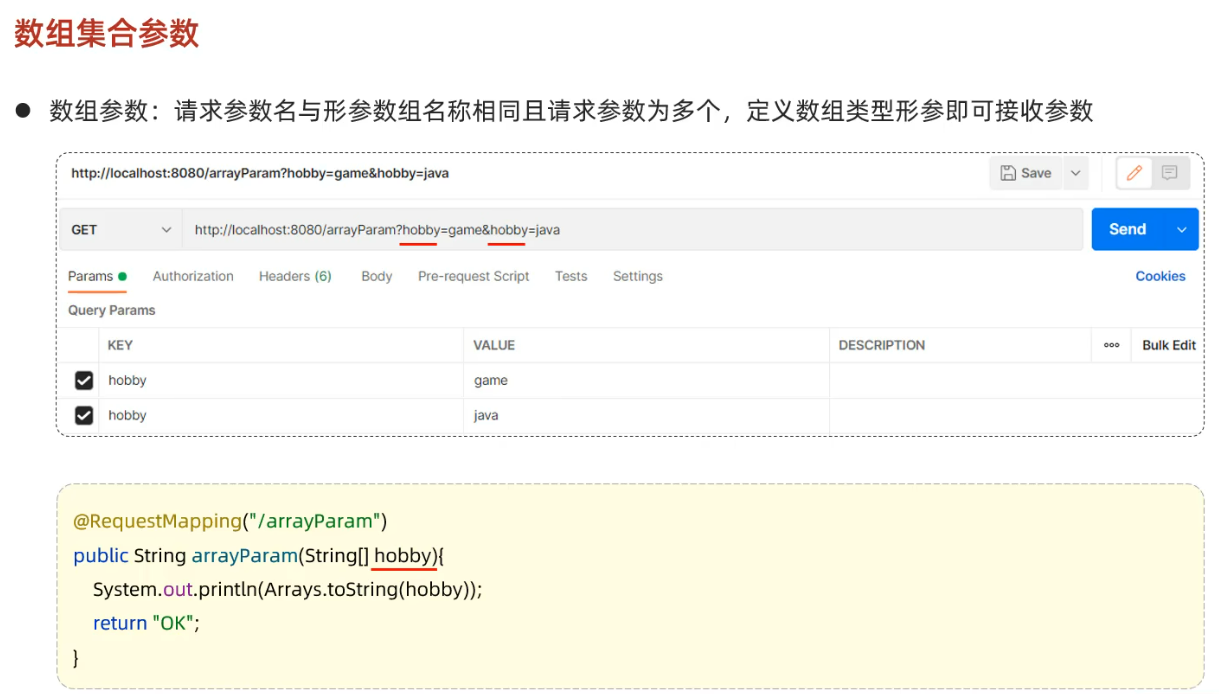 数组集合参数
● 数组参数：请求参数名与形参数组名称相同且请求参数为多个，定义数组类型形参即可接收参数
http://localhost:8080/arrayParam?hobby=game&hobby=java Save
GET http://localhost:8080/arrayParam?hobby=game&hobby=java Send
Params Authorization Headers (6) Body Pre-request Script Tests Settings Cookies
Query Params
KEY VALUE DESCRIPTION ooo Bulk Edit
hobby game
hobby java
@RequestMapping("/arrayParam")
public String arrayParam(String[] hobby){
System.out.println(Arrays.toString(hobby));
return "OK";
}